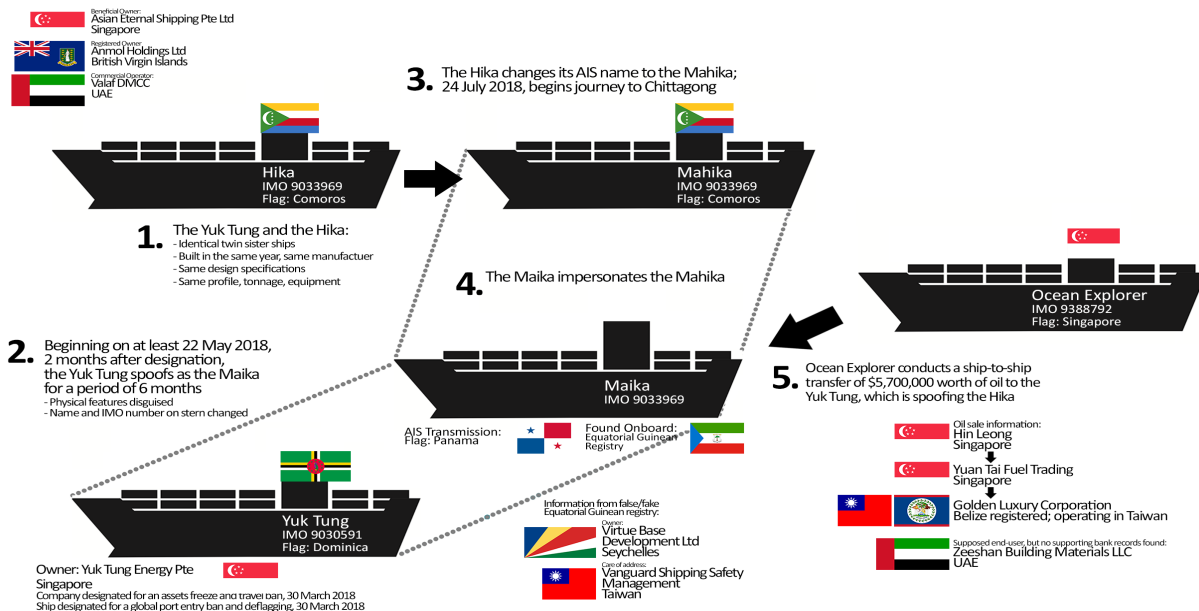 Beneficial Owner:
Asian Eternal Shipping Pte Ltd
Singapore
Registered Owner
Anmol Holdings Ltd
British Virgin Islands
Commercial Operator:
Valaf DMCC
UAE
3. The Hika changes its AIS name to the Mahika;
24 July 2018, begins journey to Chittagong
Hika
IMO 9033969
Flag: Comoros
Mahika
IMO 9033969
Flag: Comoros
1. The Yuk Tung and the Hika:
- Identical twin sister ships
- Built in the same year, same manufactuer
- Same design specifications
- Same profile, tonnage, equipment
4. The Maika impersonates the Mahika
Ocean Explorer
IMO 9388792
Flag: Singapore
2. Beginning on at least 22 May 2018,
2 months after designation,
the Yuk Tung spoofs as the Maika
for a period of 6 months
- Physical features disguised
- Name and IMO number on stern changed
Maika
IMO 9033969
5. Ocean Explorer conducts a ship-to-ship
transfer of $5,700,000 worth of oil to the
Yuk Tung, which is spoofing the Hika
AIS Transmission:
Flag: Panama
Found Onboard:
Equatorial Guinean
Registry
Oil sale information:
Hin Leong
Singapore
Yuan Tai Fuel Trading
Singapore
Golden Luxury Corporation
Belize registered; operating in Taiwan
Supposed end-user, but no supporting bank records found:
Zeeshan Building Materials LLC
UAE
Yuk Tung
IMO 9030591
Flag: Dominica
Information from false/fake
Equatorial Guinean registry:
Owner:
Virtue Base
Development Ltd
Seychelles
Care of address:
Vanguard Shipping Safety
Management
Taiwan
Owner: Yuk Tung Energy Pte
Singapore
Company designated for an assets freeze and travel ban, 30 March 2018
Ship designated for a global port entry ban and deflagging, 30 March 2018